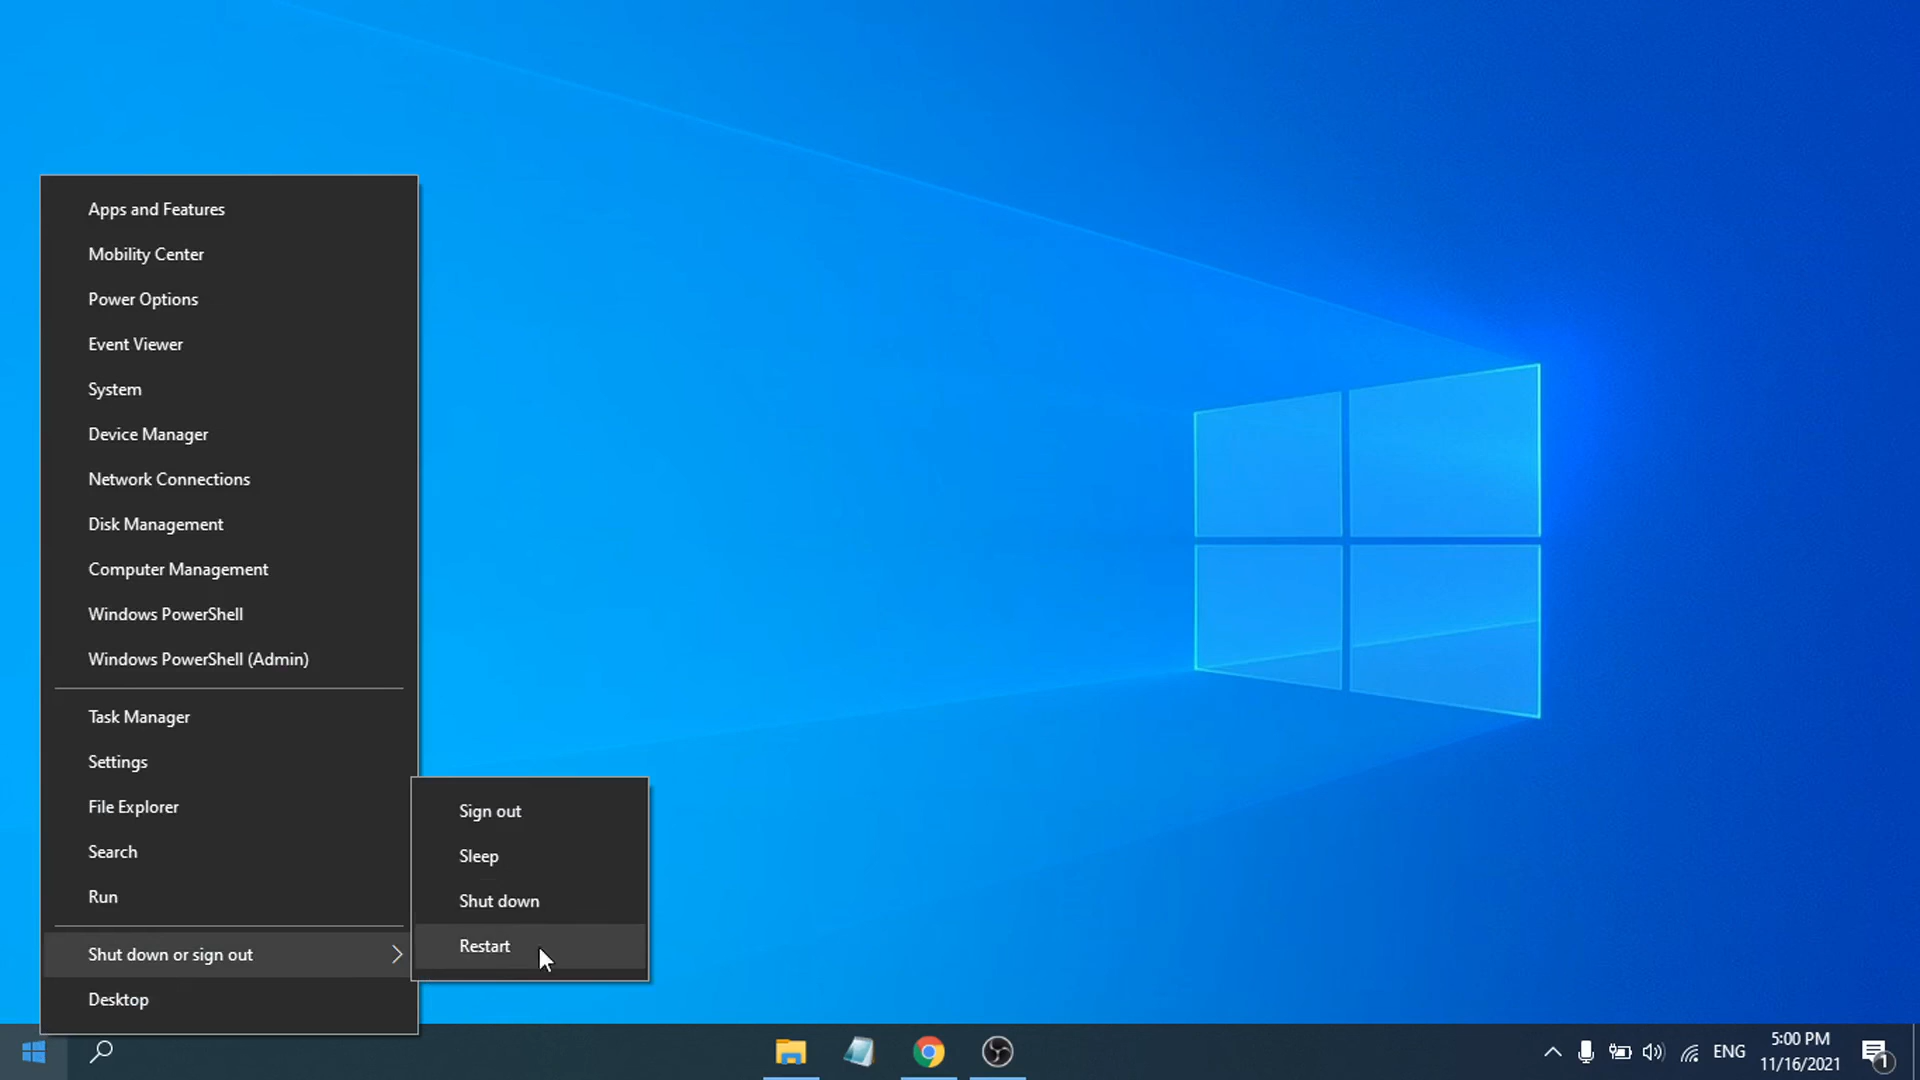 Apps and Features
Mobility Center
Power Options
Event Viewer
System
Device Manager
Network Connections
Disk Management
Computer Management
Windows PowerShell
Windows PowerShell (Admin)
Task Manager
Settings
File Explorer
Search
Run
Shut down or sign out
Desktop
Sign out
Sleep
Shut down
Restart
ENG
5:00 PM
11/16/2021
1